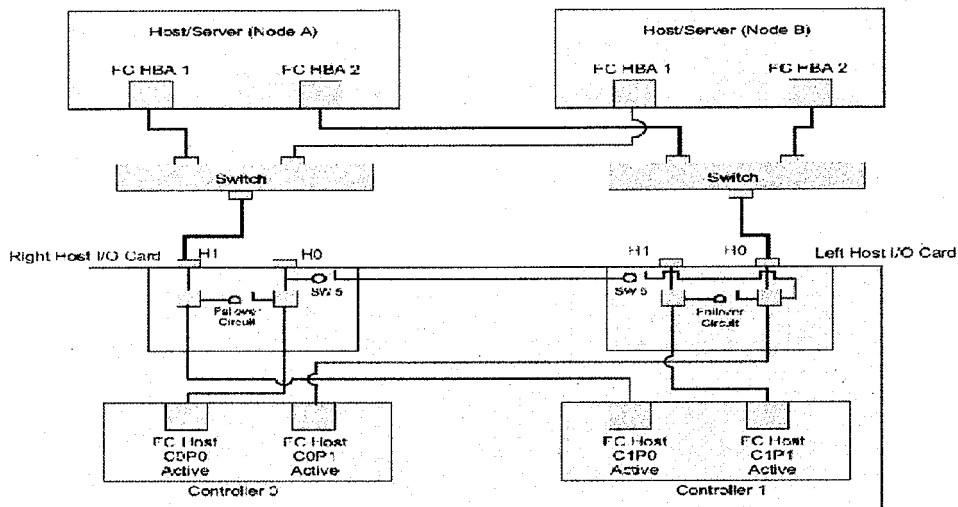 Host/Server (Node A)
Host/Server (Node B)
FC HBA 1
FC HBA 2
FC HBA 1
FC HBA 2
Switch
Switch
Right Host I/O Card
H1
H0
H1
H0
Left Host I/O Card
SW 5
SW 5
Failover
Circuit
Failover
Circuit
FC Host
C0P0
Active
FC Host
C0P1
Active
FC Host
C1P0
Active
FC Host
C1P1
Active
Controller 0
Controller 1